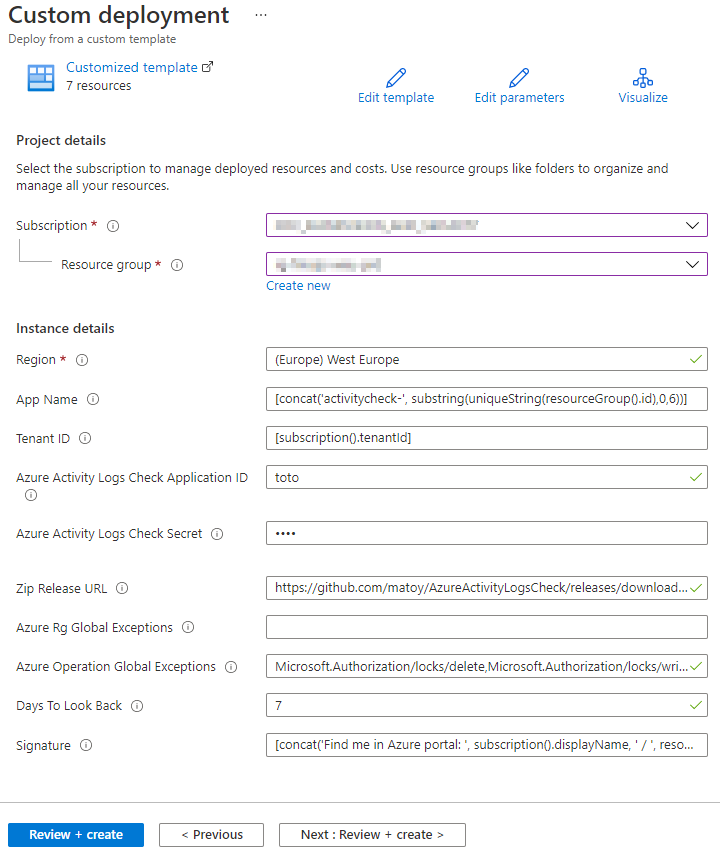 Custom deployment ...
Deploy from a custom template
Customized template
7 resources
Edit template
Edit parameters
Visualize
Project details
Select the subscription to manage deployed resources and costs. Use resource groups like folders to organize and
manage all your resources.
Subscription *
Resource group *
Create new
Instance details
Region * (Europe) West Europe
App Name [concat('activitycheck-', substring(uniqueString(resourceGroup().id),0,6))]
Tenant ID [subscription().tenantId]
Azure Activity Logs Check Application ID toto
Azure Activity Logs Check Secret ••••
Zip Release URL https://github.com/matoy/AzureActivityLogsCheck/releases/download...
Azure Rg Global Exceptions
Azure Operation Global Exceptions Microsoft.Authorization/locks/delete,Microsoft.Authorization/locks/wri...
Days To Look Back 7
Signature [concat('Find me in Azure portal: ', subscription().displayName, ' / ', reso...
Review + create
< Previous
Next : Review + create >